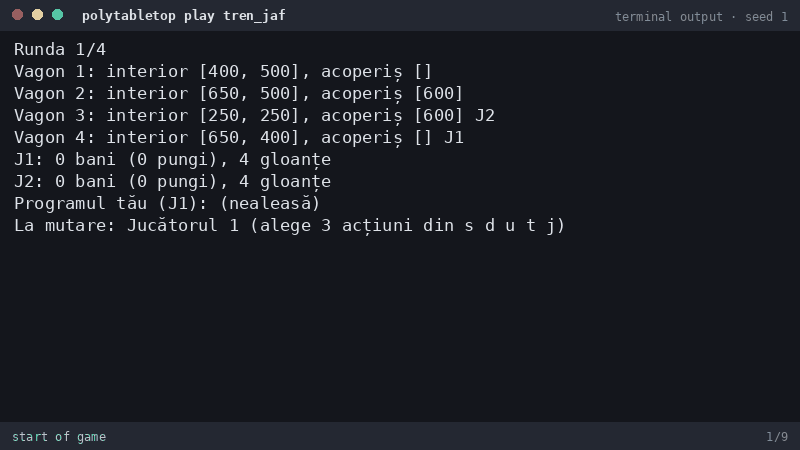 polytabletop play tren_jaf
terminal output · seed 1
Runda 1/4
Vagon 1: interior [400, 500], acoperiș []
Vagon 2: interior [650, 500], acoperiș [600]
Vagon 3: interior [250, 250], acoperiș [600] J2
Vagon 4: interior [650, 400], acoperiș [] J1
J1: 0 bani (0 pungi), 4 gloanțe
J2: 0 bani (0 pungi), 4 gloanțe
Programul tău (J1): (nealeasă)
La mutare: Jucătorul 1 (alege 3 acțiuni din s d u t j)
start of game
1/9